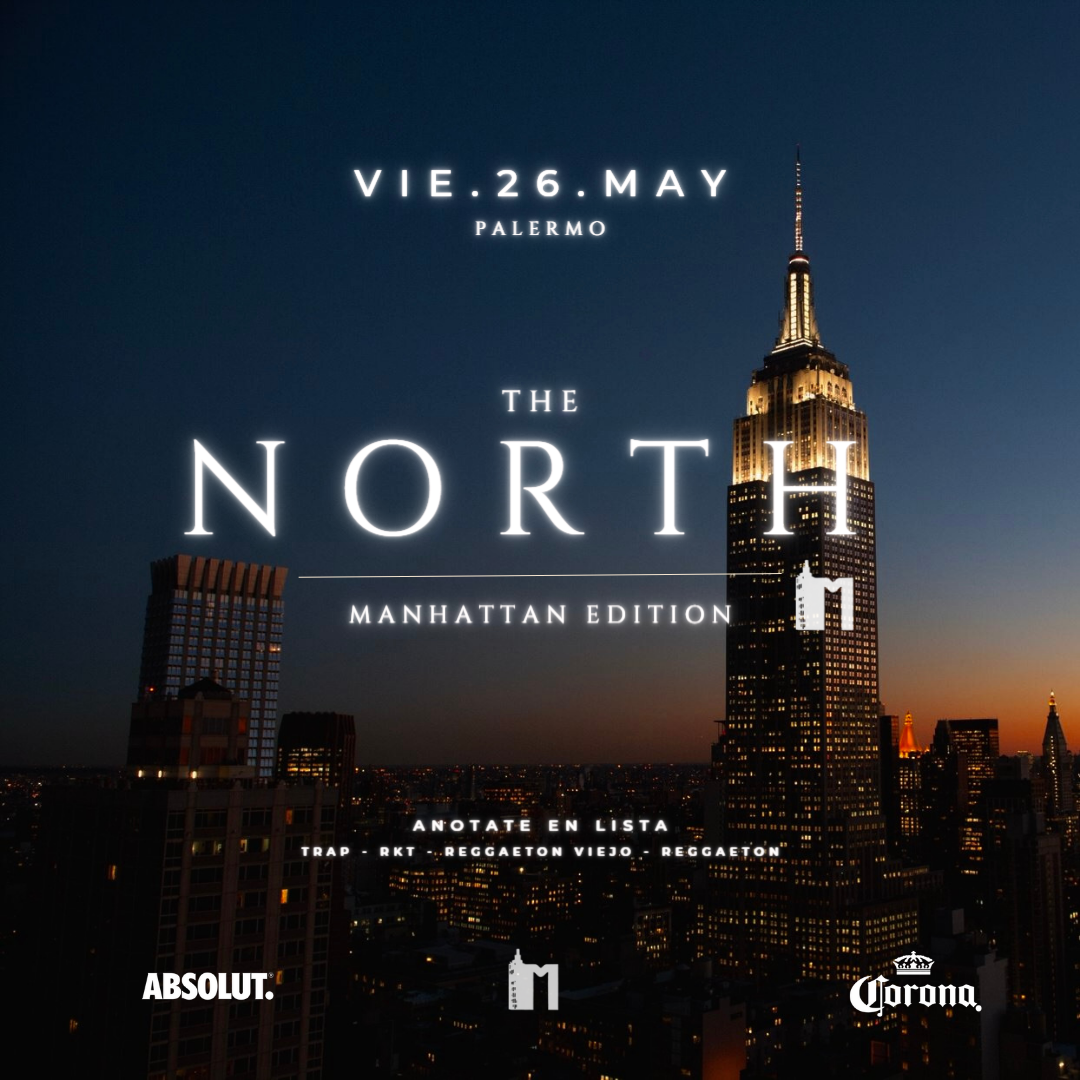 VIE.26.MAY
PALERMO
THE
NORTH
MANHATTAN EDITION
M
ANOTATE EN LISTA
TRAP - RKT - REGGAETON VIEJO - REGGAETON
ABSOLUT.
M
Corona